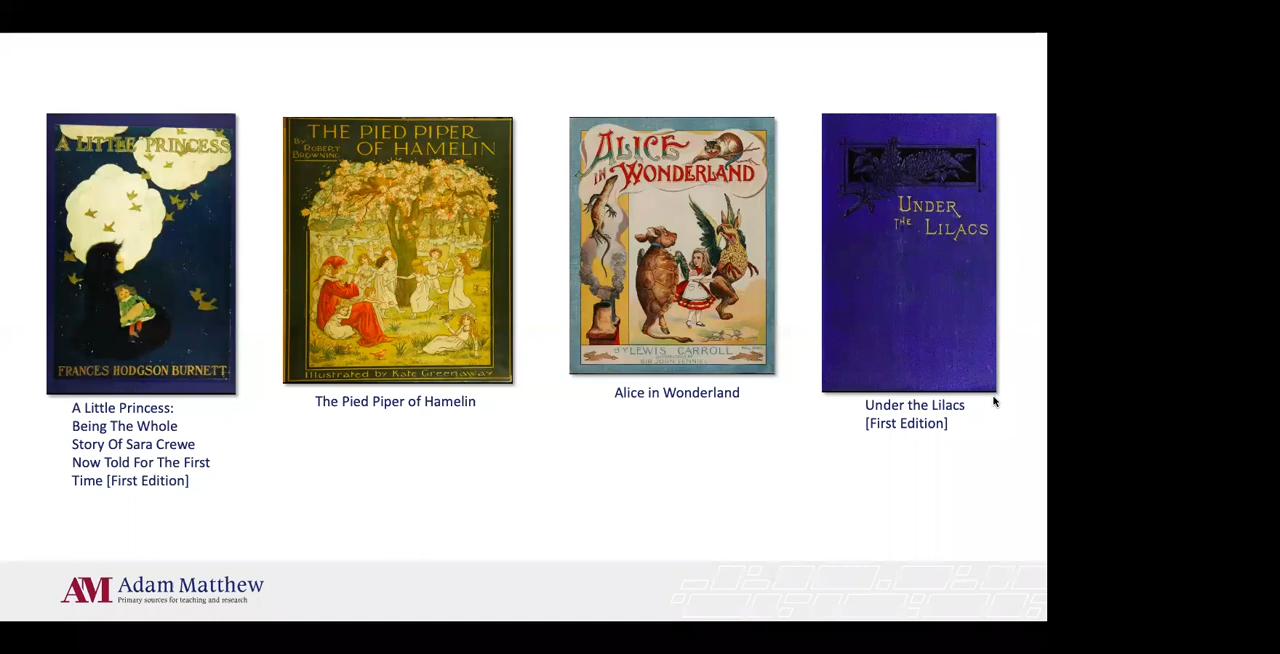 A LITTLE PRINCESS
FRANCES HODGSON BURNETT
A Little Princess:
Being The Whole
Story Of Sara Crewe
Now Told For The First
Time [First Edition]
THE PIED PIPER
OF HAMELIN
By ROBERT
BROWNING
Illustrated by Kate Greenaway
The Pied Piper of Hamelin
ALICE
IN WONDERLAND
BY LEWIS CARROLL
SIR JOHN TENNIEL
Alice in Wonderland
UNDER
THE LILACS
Under the Lilacs
[First Edition]
AM Adam Matthew
Primary sources for teaching and research